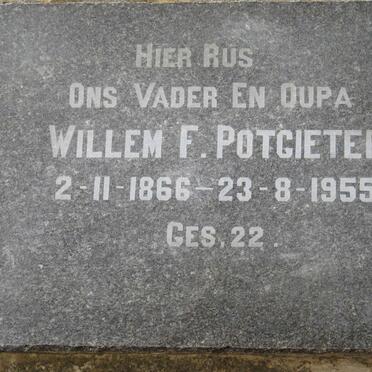 HIER RUS
ONS VADER EN OUPA
WILLEM F. POTGIETER
2-11-1866-23-8-1955
GES, 22.